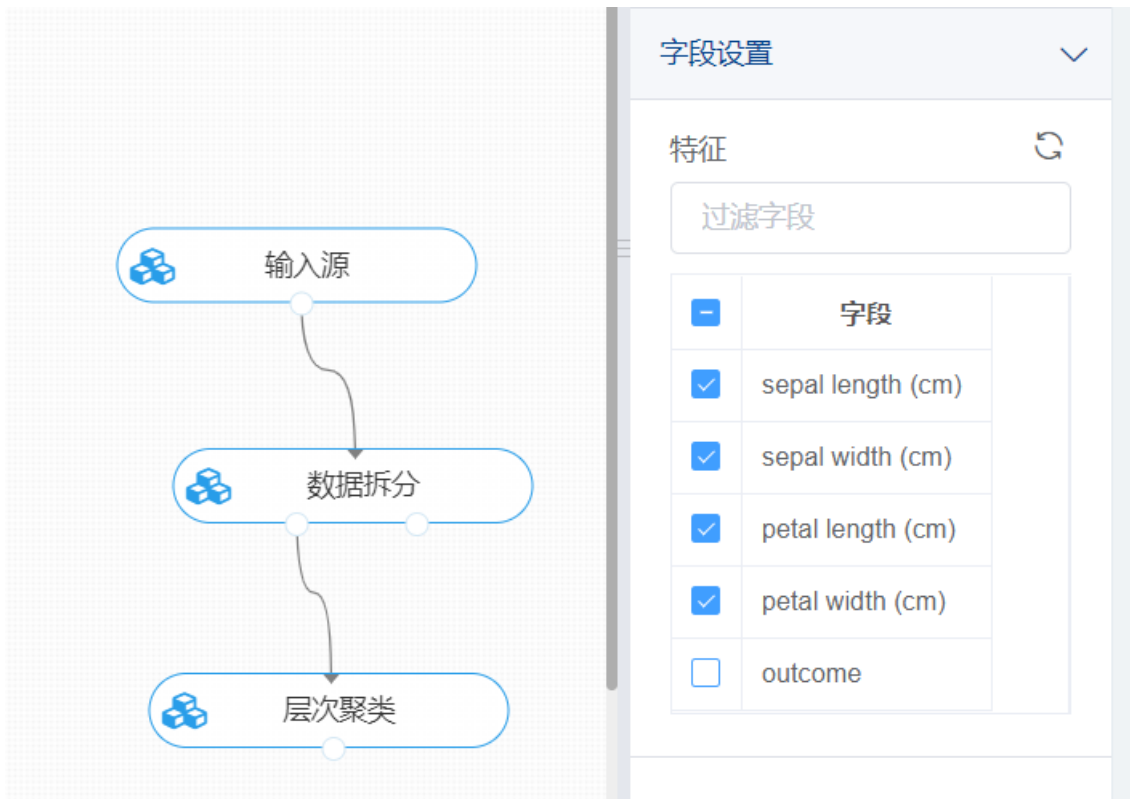 输入源
数据拆分
层次聚类
字段设置
特征
过滤字段
字段
sepal length (cm)
sepal width (cm)
petal length (cm)
petal width (cm)
outcome